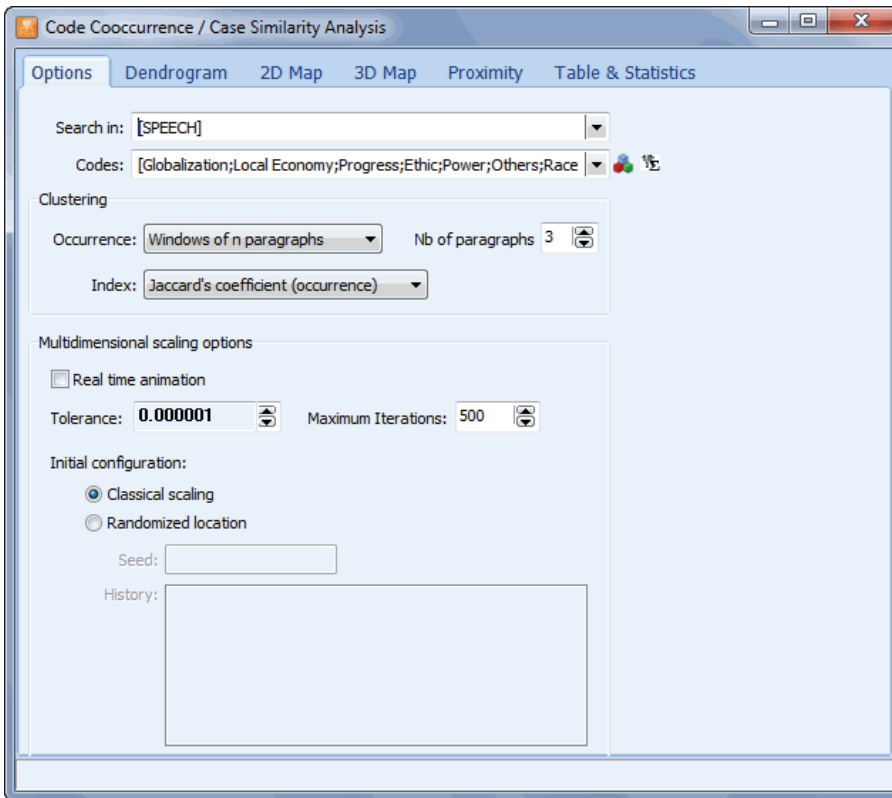 Code Cooccurrence / Case Similarity Analysis
Options Dendrogram 2D Map 3D Map Proximity Table & Statistics
Search in: [SPEECH]
Codes: [Globalization;Local Economy;Progress;Ethic;Power;Others;Race
Clustering
Occurrence: Windows of n paragraphs Nb of paragraphs 3
Index: Jaccard's coefficient (occurrence)
Multidimensional scaling options
Real time animation
Tolerance: 0.000001 Maximum Iterations: 500
Initial configuration:
Classical scaling
Randomized location
Seed:
History: